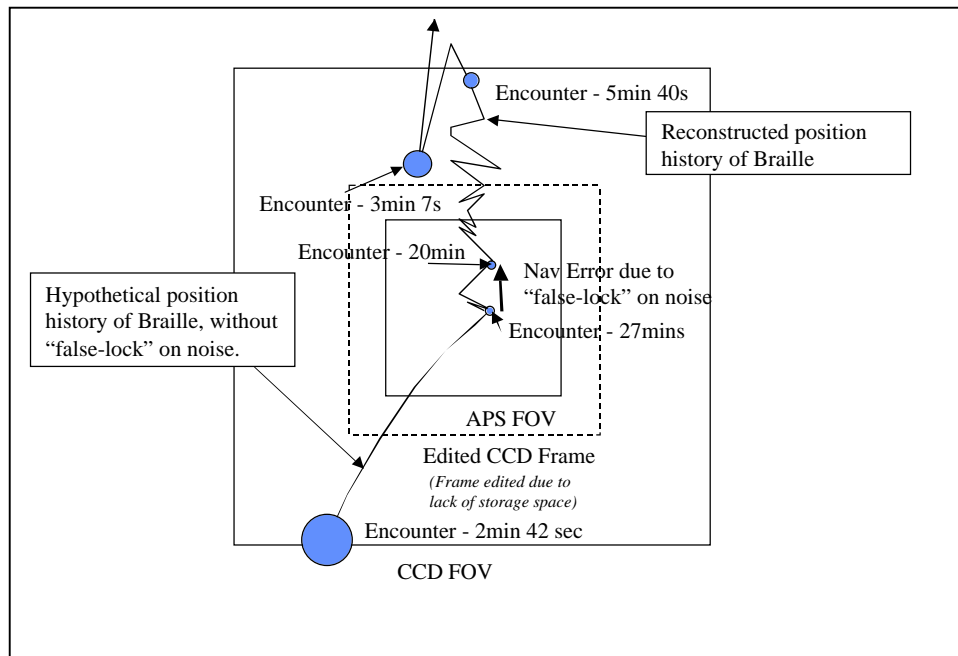 Encounter - 5min 40s
Reconstructed position
history of Braille
Encounter - 3min 7s
Encounter - 20min
Nav Error due to
“false-lock” on noise
Hypothetical position
history of Braille, without
“false-lock” on noise.
Encounter - 27mins
APS FOV
Edited CCD Frame
(Frame edited due to
lack of storage space)
Encounter - 2min 42 sec
CCD FOV